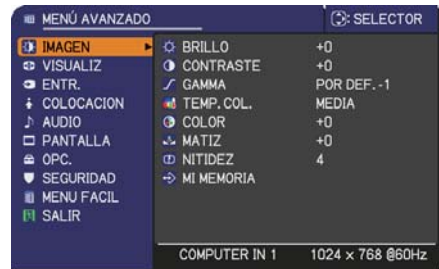 MENÚ AVANZADO : SELECTOR
IMAGEN BRILLO +0
VISUALIZ CONTRASTE +0
ENTR. GAMMA POR DEF. -1
COLOCACION TEMP. COL. MEDIA
AUDIO COLOR +0
PANTALLA MATIZ +0
OPC. NITIDEZ 4
SEGURIDAD MI MEMORIA
MENU FACIL
SALIR
COMPUTER IN 1 1024 x 768 @60Hz